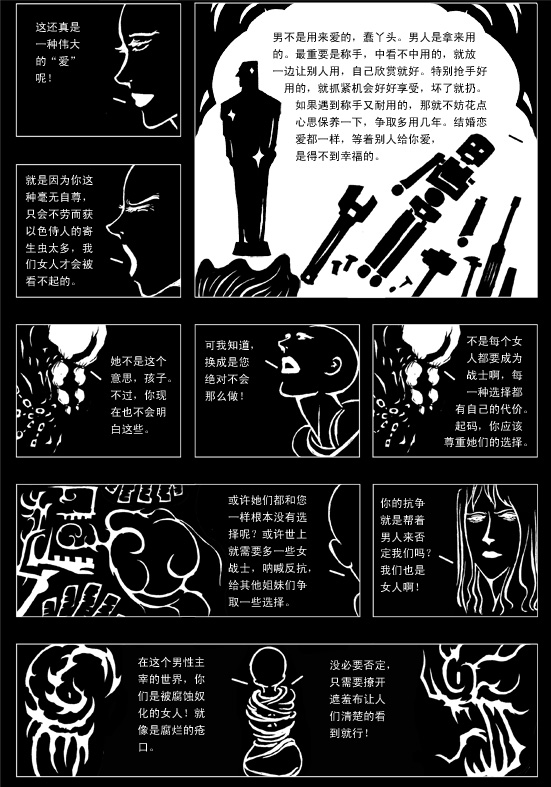 这还真是
一种伟大
的“爱”
呢！
男不是用来爱的，蠢丫头。男人是拿来用
的。最重要是称手，中看不中用的，就放
一边让别人用，自己欣赏就好。特别抢手好
用的，就抓紧机会好好享受，坏了就扔。
如果遇到称手又耐用的，那就不妨花点
心思保养一下，争取多用几年。结婚恋
爱都一样，等着别人给你爱，
是得不到幸福的。
就是因为你这
种毫无自尊，
只会不劳而获
以色侍人的寄
生虫太多，我
们女人才会被
看不起的。
她不是这个
意思，孩子。
不过，你现
在也不会明
白这些。
可我知道，
换成是您
绝对不会
那么做！
不是每个女
人都要成为
战士啊，每
一种选择都
有自己的代价。
起码，你应该
尊重她们的选择。
或许她们都和您
一样根本没有选
择呢？或许世上
就需要多一些女
战士，呐喊反抗，
给其他姐妹们争
取一些选择。
你的抗争
就是帮着
男人来否
定我们吗？
我们也是
女人啊！
在这个男性主
宰的世界，你
们是被腐蚀奴
化的女人！就
像是腐烂的疮
口。
没必要否定，
只需要撩开
遮羞布让人
们清楚的看
到就行！